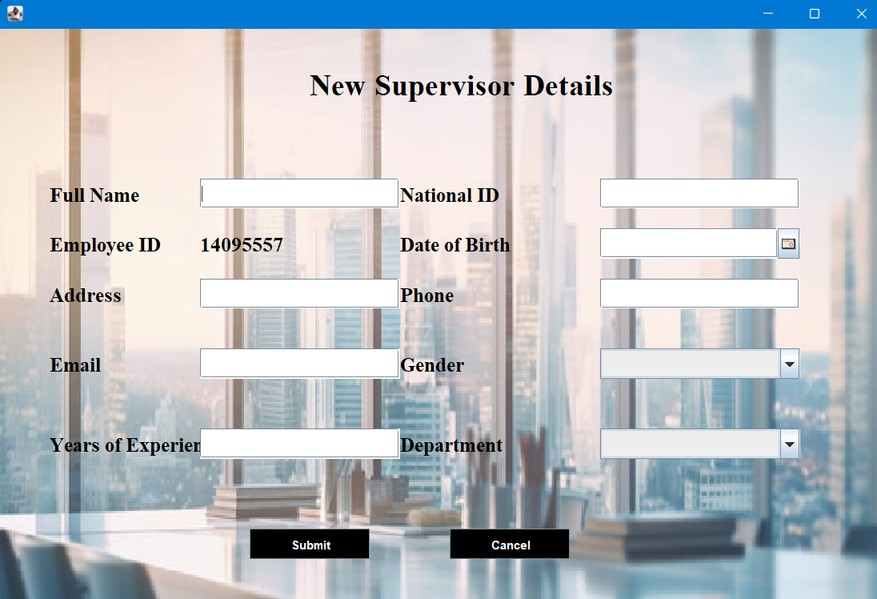 New Supervisor Details
Full Name National ID
Employee ID 14095557 Date of Birth
Address Phone
Email Gender
Years of Experien Department
Submit Cancel